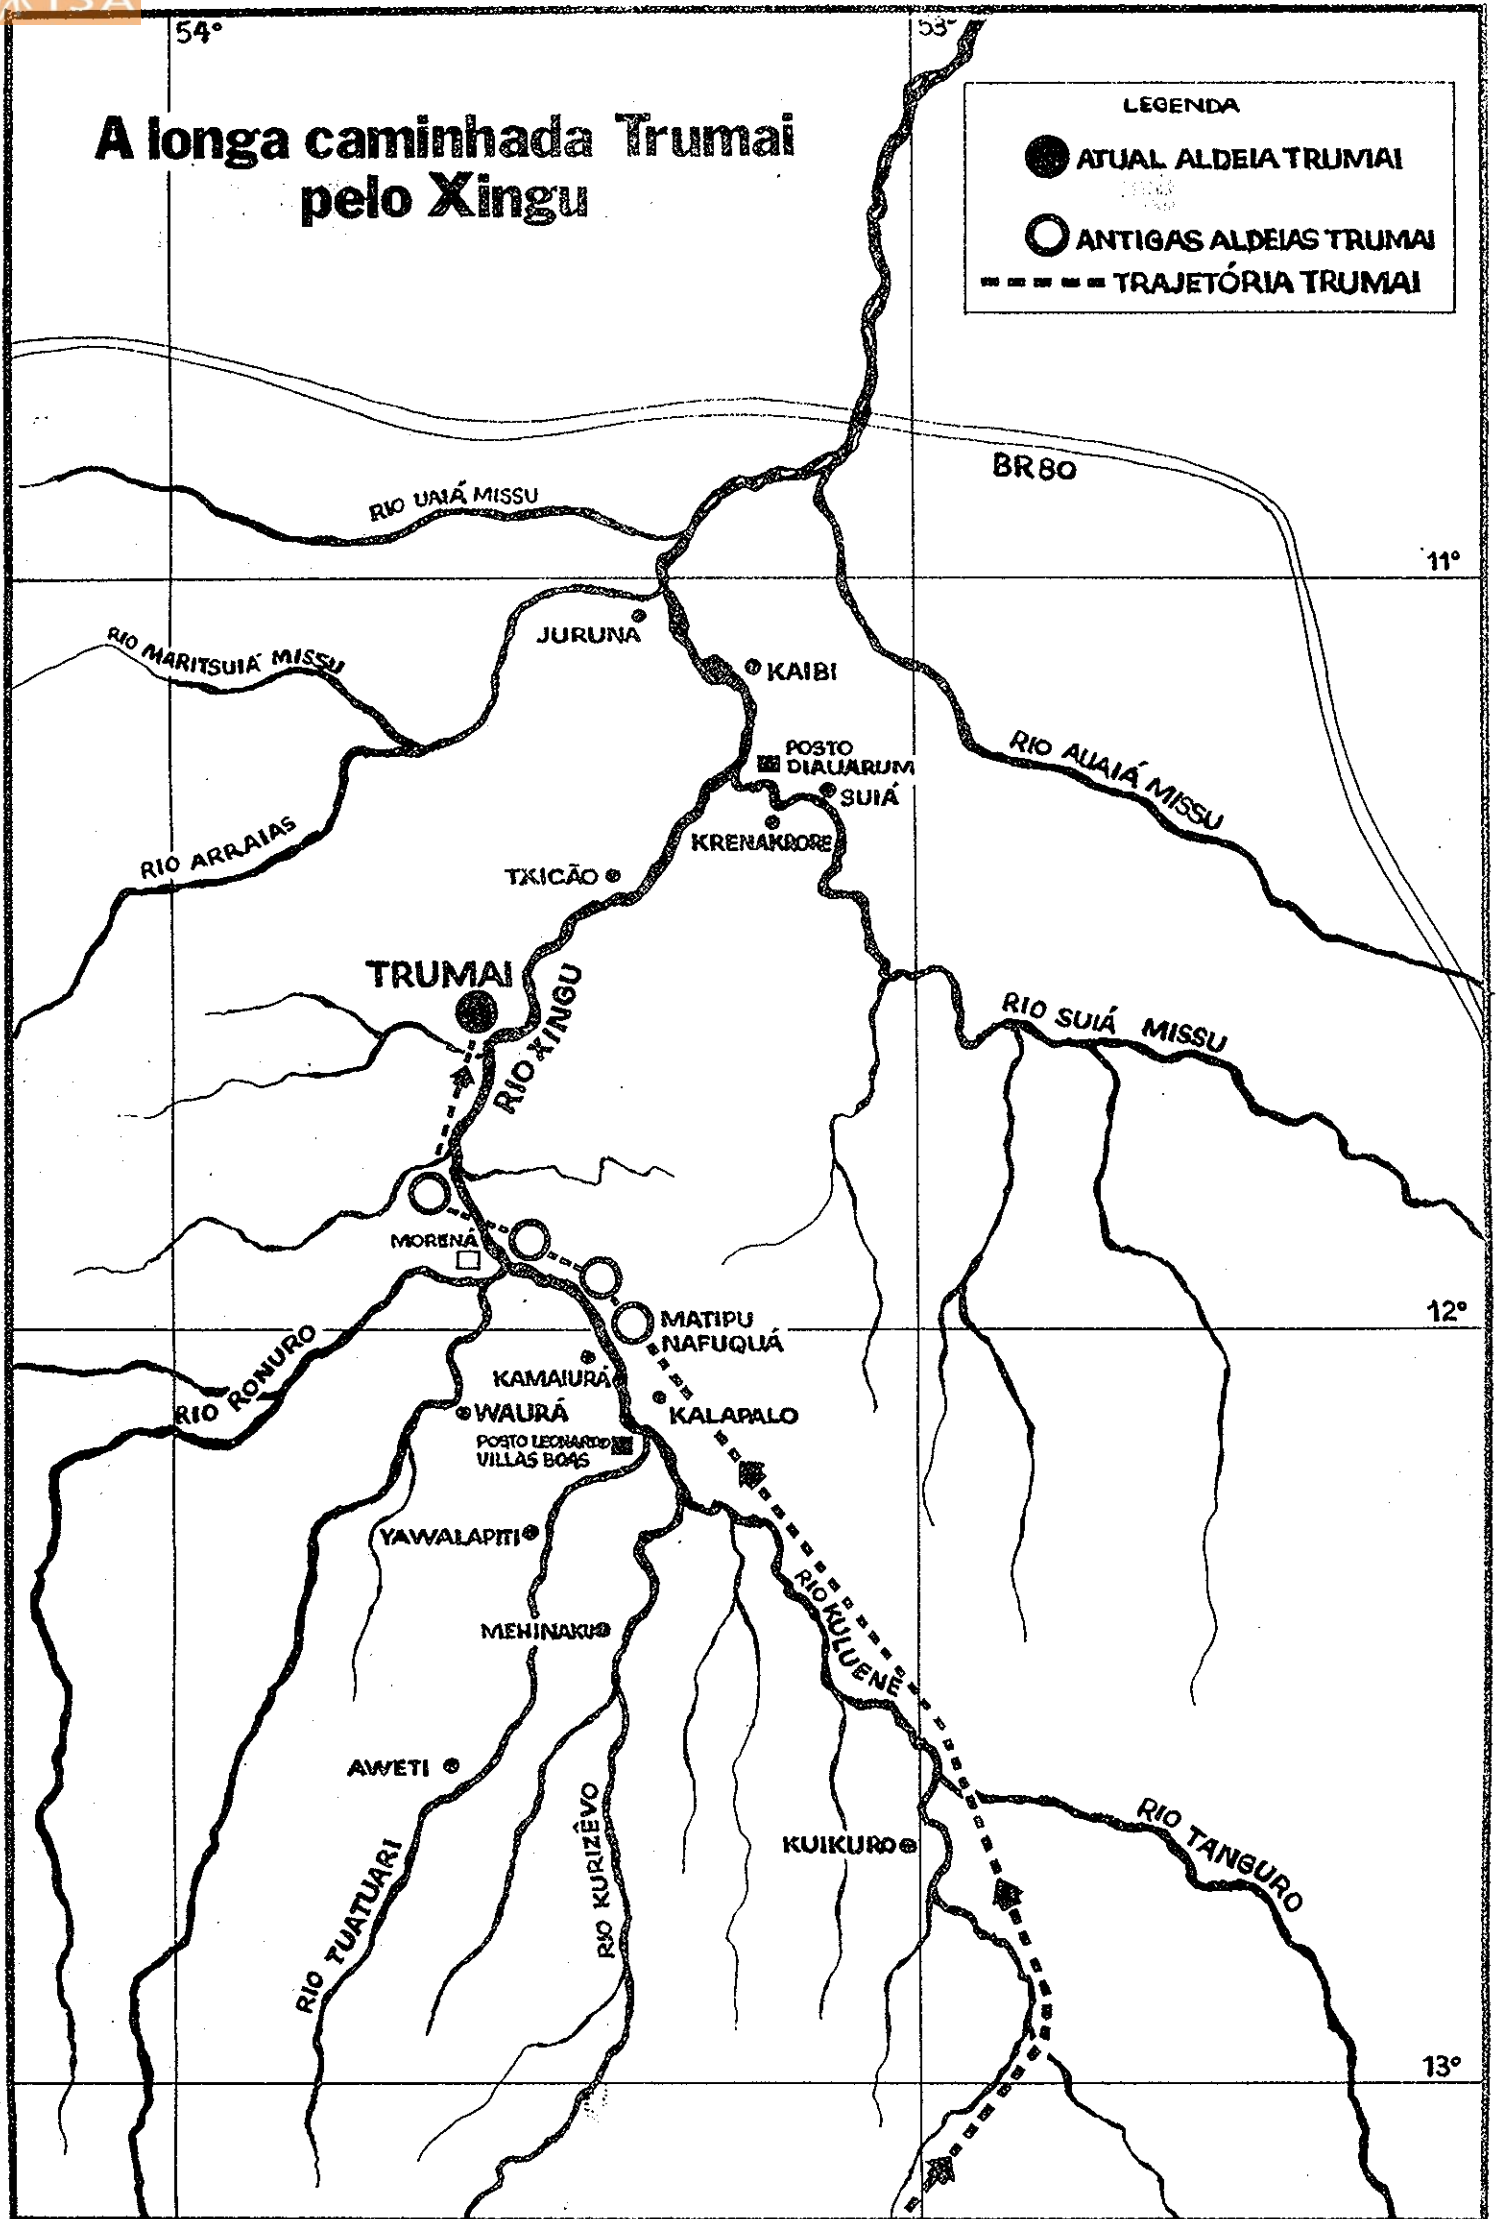 ISA
54°
53°
A longa caminhada Trumai
pelo Xingu
LEGENDA
ATUAL ALDEIA TRUMAI
ANTIGAS ALDEIAS TRUMAI
TRAJETÓRIA TRUMAI
BR80
RIO UAIÁ MISSU
11°
JURUNA
RIO MARITSUIÁ MISSU
KAIBI
POSTO
DIAUARUM
SUIÁ
RIO AUAIÁ MISSU
KRENAKRORE
RIO ARRAIAS
TXICÃO
TRUMAI
RIO XINGU
RIO SUIÁ MISSU
MORENÁ
12°
MATIPU
NAFUQUÁ
RIO RONURO
KAMAIURÁ
WAURÁ
KALAPALO
POSTO LEONARDO
VILLAS BOAS
YAWALAPITI
RIO KULUENE
MEHINAKU
AWETI
RIO KURIZÊVO
KUIKURO
RIO TANGURO
RIO TUATUARI
13°